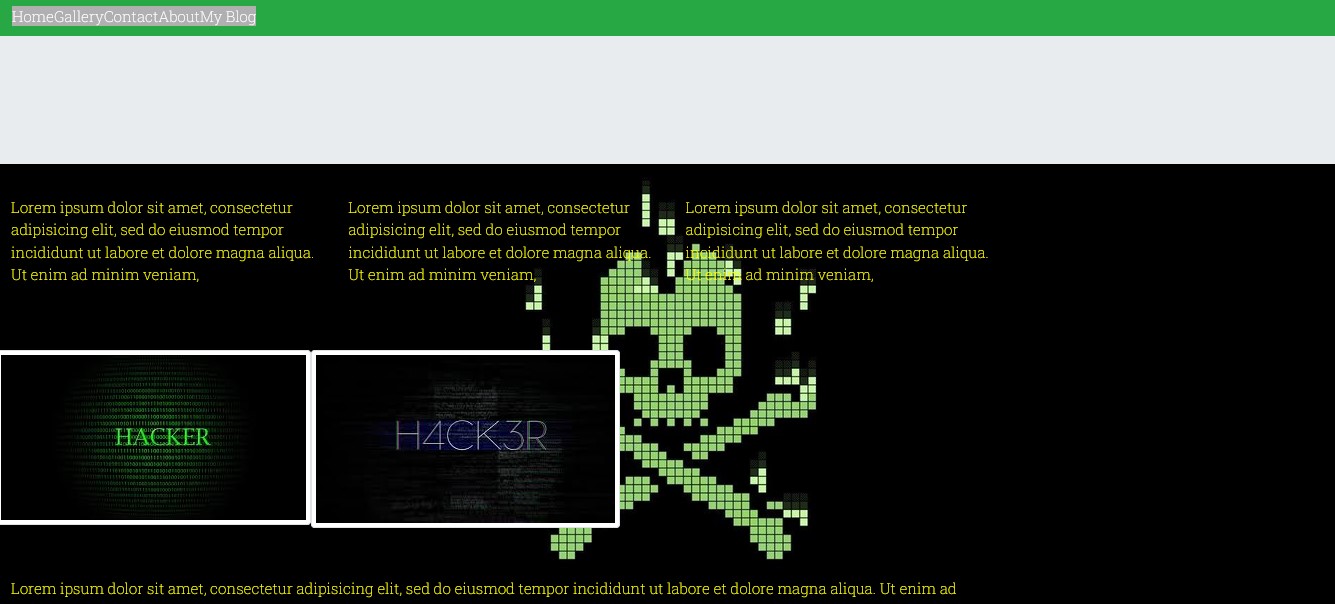 HomeGalleryContactAboutMy Blog
Lorem ipsum dolor sit amet, consectetur
adipisicing elit, sed do eiusmod tempor
incididunt ut labore et dolore magna aliqua.
Ut enim ad minim veniam,
Lorem ipsum dolor sit amet, consectetur
adipisicing elit, sed do eiusmod tempor
incididunt ut labore et dolore magna aliqua.
Ut enim ad minim veniam,
Lorem ipsum dolor sit amet, consectetur
adipisicing elit, sed do eiusmod tempor
incididunt ut labore et dolore magna aliqua.
Ut enim ad minim veniam,
HACKER
H4CK3R
Lorem ipsum dolor sit amet, consectetur adipisicing elit, sed do eiusmod tempor incididunt ut labore et dolore magna aliqua. Ut enim ad